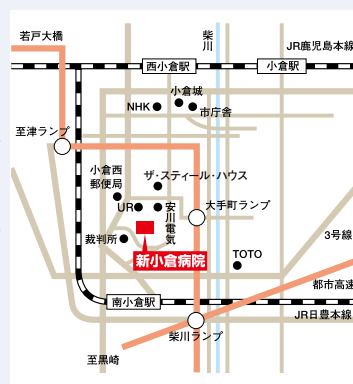 若戸大橋
柴川
JR鹿児島本線
西小倉駅
小倉駅
小倉城
NHK
市庁舎
至津ランプ
小倉西
郵便局
ザ・スティール・ハウス
UR
安川電気
大手町ランプ
裁判所
新小倉病院
TOTO
3号線
都市高速
南小倉駅
JR日豊本線
柴川ランプ
至黒崎